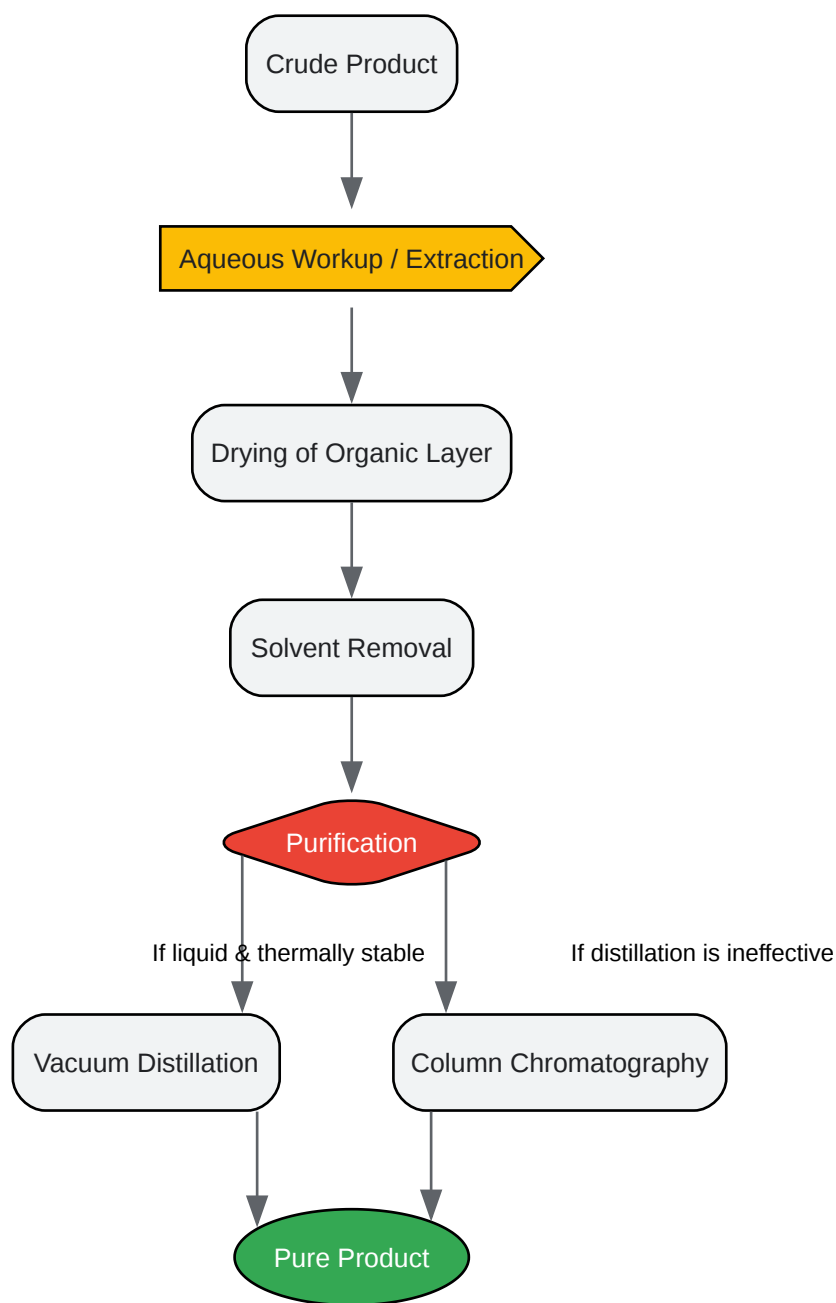 Crude Product
Aqueous Workup / Extraction
Drying of Organic Layer
Solvent Removal
Purification
If liquid & thermally stable
If distillation is ineffective
Vacuum Distillation
Column Chromatography
Pure Product